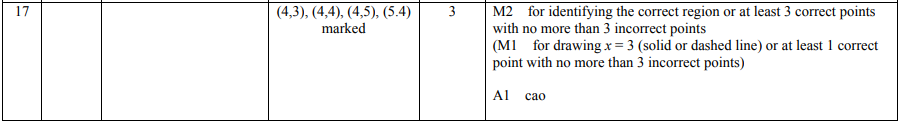 17 (4,3), (4,4), (4,5), (5.4) 3 M2 for identifying the correct region or at least 3 correct points
marked with no more than 3 incorrect points
(M1 for drawing x = 3 (solid or dashed line) or at least 1 correct
point with no more than 3 incorrect points)
A1 cao